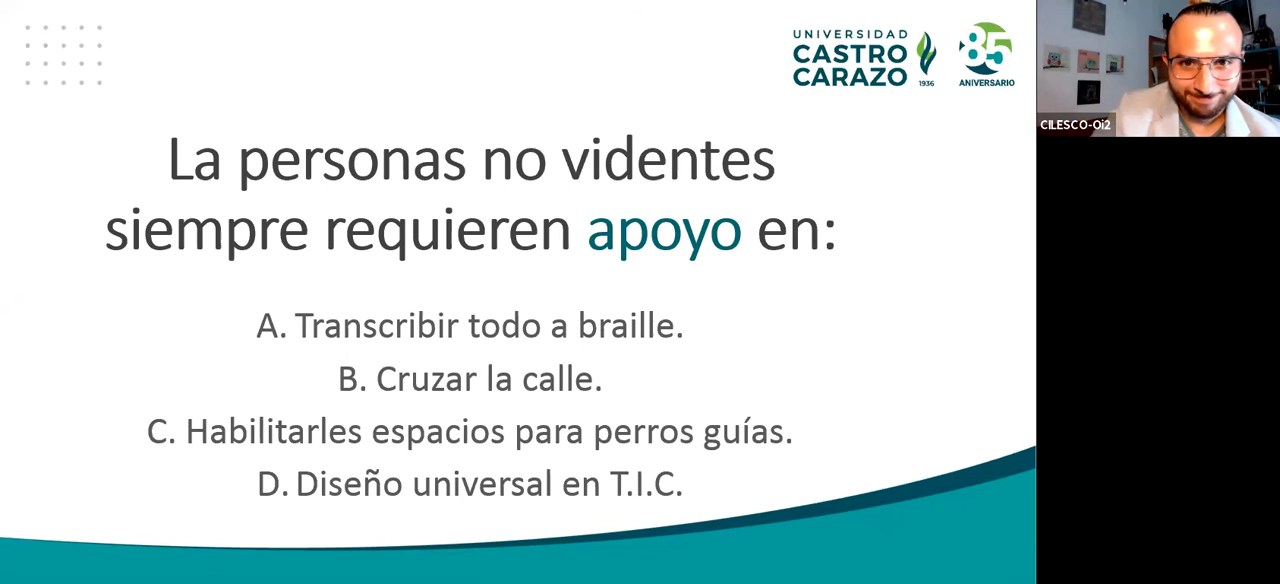 UNIVERSIDAD
CASTRO
CARAZO
1936
85
ANIVERSARIO
CILESCO-Oi2
La personas no videntes
siempre requieren apoyo en:
A. Transcribir todo a braille.
B. Cruzar la calle.
C. Habilitarles espacios para perros guías.
D. Diseño universal en T.I.C.